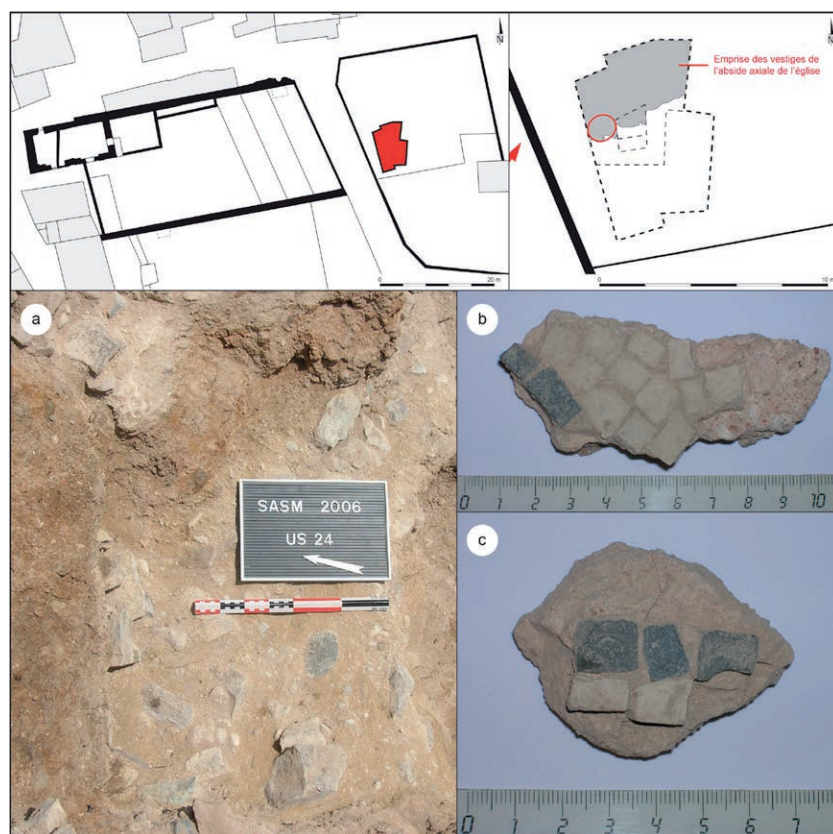 N
0 20 m
N
Emprise des vestiges de
l'abside axiale de l'église
0 10 m
a
SASM 2006
US 24
b
0 1 2 3 4 5 6 7 8 9 10
c
0 1 2 3 4 5 6 7